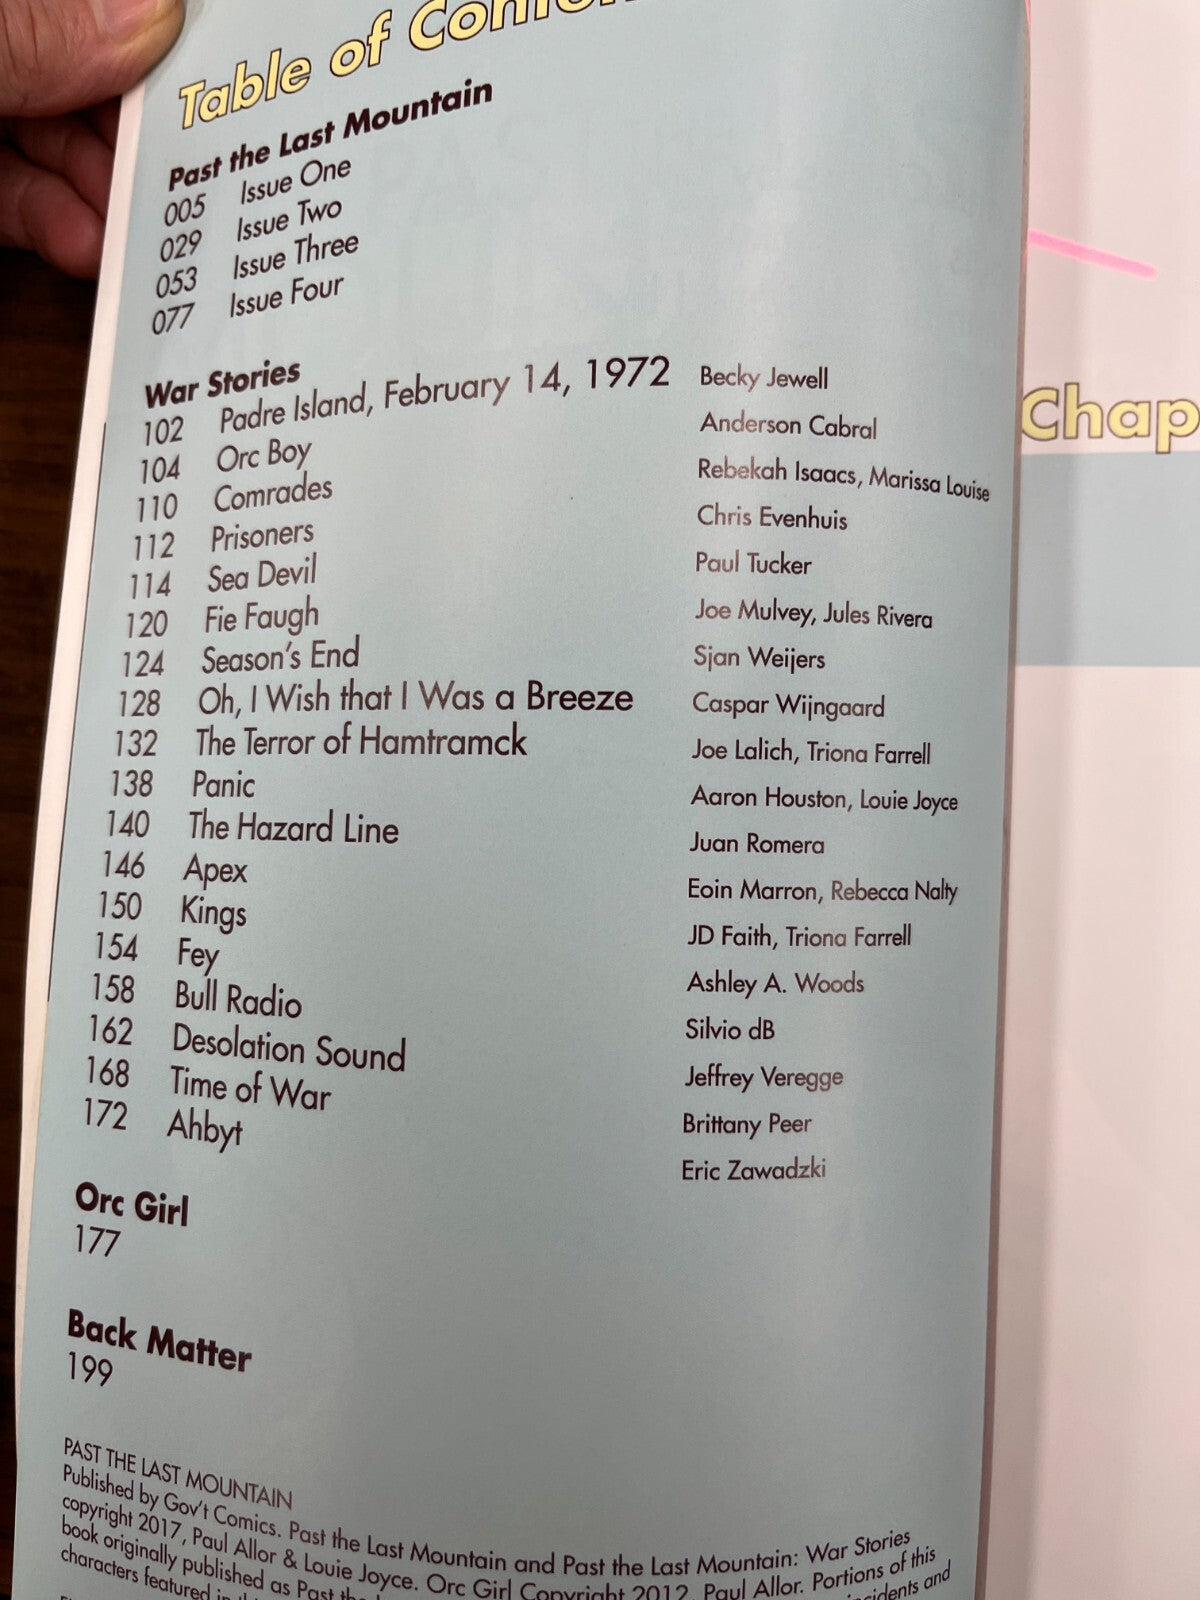 Table of
Past the Last Mountain
005 Issue One
029 Issue Two
053 Issue Three
077 Issue Four
War Stories
102 Padre Island, February 14, 1972 Becky Jewell
104 Orc Boy Anderson Cabral
110 Comrades Rebekah Isaacs, Marissa Louise
112 Prisoners Chris Evenhuis
114 Sea Devil Paul Tucker
120 Fie Faugh Joe Mulvey, Jules Rivera
124 Season's End Sjan Weijers
128 Oh, I Wish that I Was a Breeze Caspar Wijngaard
132 The Terror of Hamtramck Joe Lalich, Triona Farrell
138 Panic Aaron Houston, Louie Joyce
140 The Hazard Line Juan Romera
146 Apex Eoin Marron, Rebecca Nalty
150 Kings JD Faith, Triona Farrell
154 Fey Ashley A. Woods
158 Bull Radio Silvio dB
162 Desolation Sound Jeffrey Veregge
168 Time of War Brittany Peer
172 Ahbyt Eric Zawadzki
Orc Girl
177
Back Matter
199
PAST THE LAST MOUNTAIN
Published by Gov't Comics. Past the Last Mountain and Past the Last Mountain: War Stories
copyright 2017, Paul Allor & Louie Joyce. Orc Girl Copyright 2012, Paul Allor. Portions of this
book originally published as Past the
characters featured in and
Chap